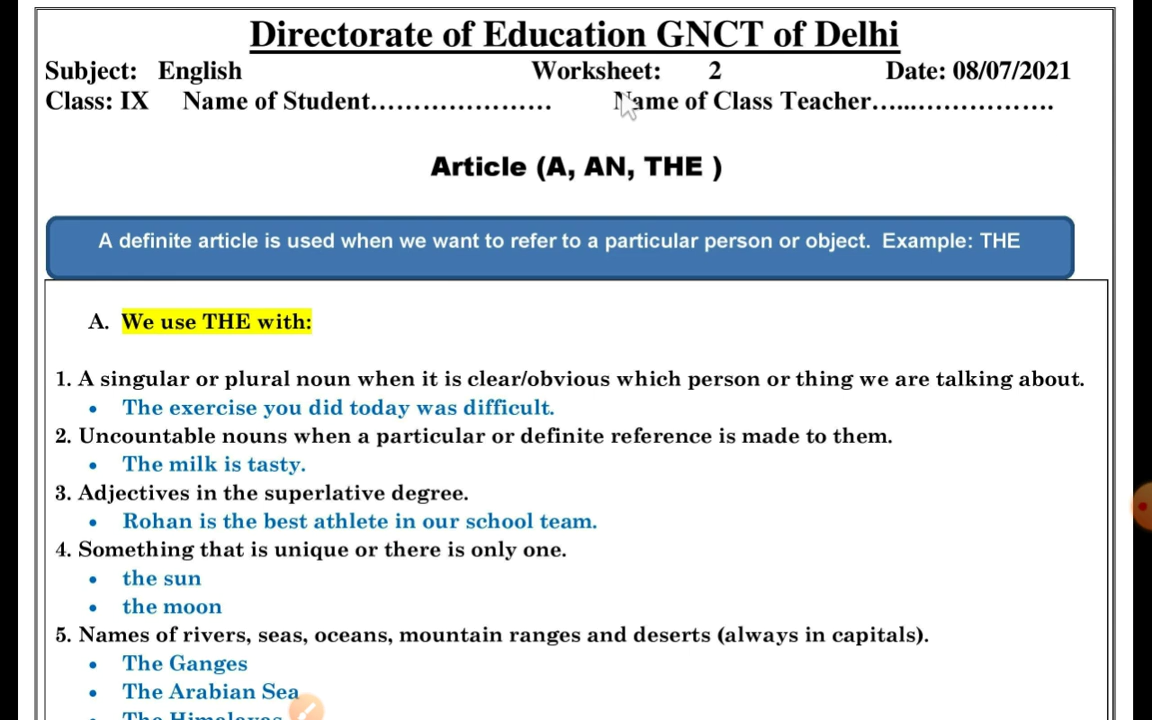 Directorate of Education GNCT of Delhi
Subject: English Worksheet: 2 Date: 08/07/2021
Class: IX Name of Student..................... Name of Class Teacher......................
Article (A, AN, THE )
A definite article is used when we want to refer to a particular person or object. Example: THE
A. We use THE with:
1. A singular or plural noun when it is clear/obvious which person or thing we are talking about.
• The exercise you did today was difficult.
2. Uncountable nouns when a particular or definite reference is made to them.
• The milk is tasty.
3. Adjectives in the superlative degree.
• Rohan is the best athlete in our school team.
4. Something that is unique or there is only one.
• the sun
• the moon
5. Names of rivers, seas, oceans, mountain ranges and deserts (always in capitals).
• The Ganges
• The Arabian Sea
• The Himalayas